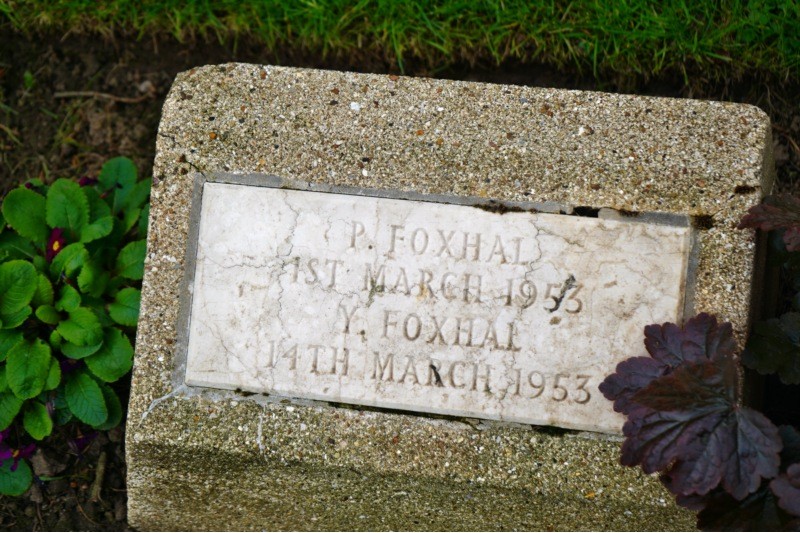 P. FOXHAL
1ST MARCH 1953
Y. FOXHAL
14TH MARCH, 1953